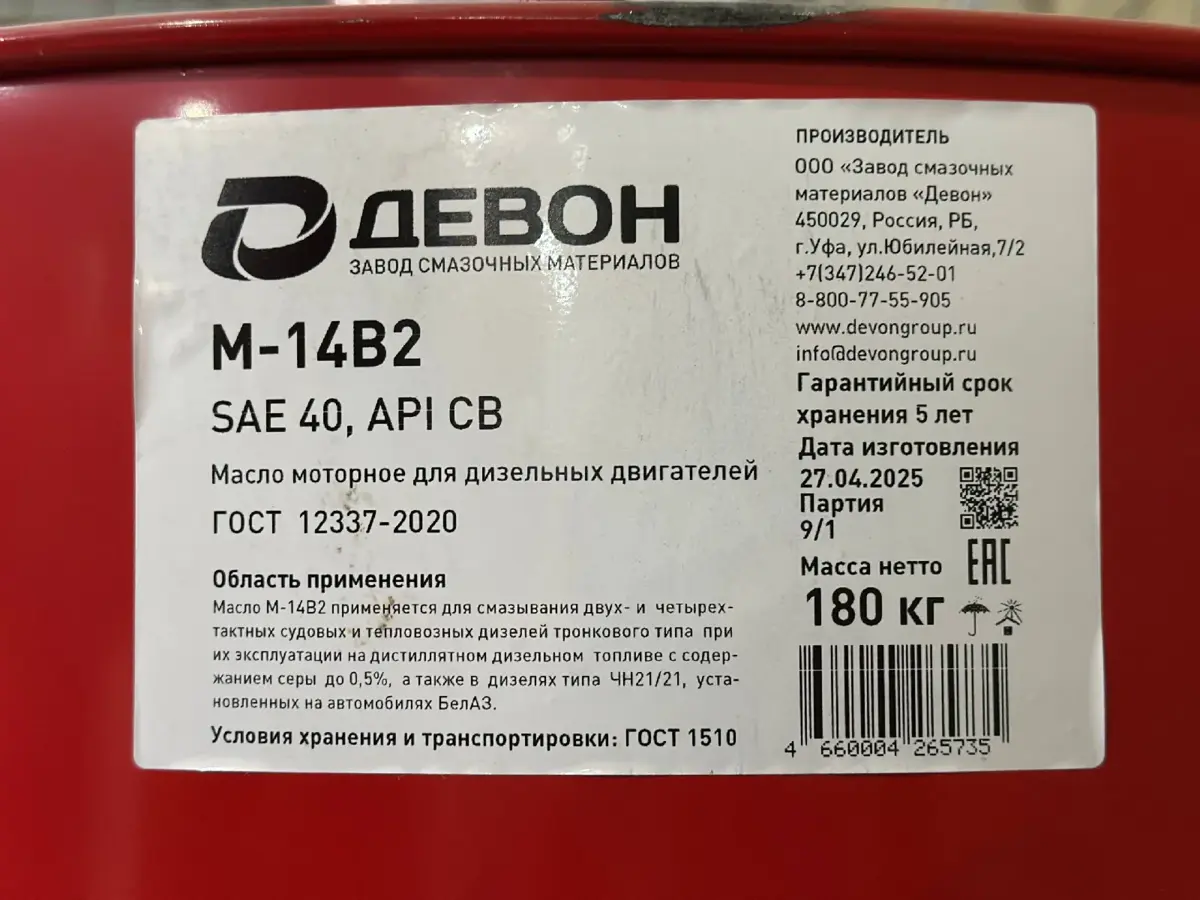 ДЕВОН
ЗАВОД СМАЗОЧНЫХ МАТЕРИАЛОВ
М-14В2
SAE 40, API CB
Масло моторное для дизельных двигателей
ГОСТ 12337-2020
Область применения
Масло М-14В2 применяется для смазывания двух- и четырех-
тактных судовых и тепловозных дизелей тронкового типа при
их эксплуатации на дистиллятном дизельном топливе с содер-
жанием серы до 0,5%, а также в дизелях типа ЧН21/21, уста-
новленных на автомобилях БелАЗ.
Условия хранения и транспортировки: ГОСТ 1510
ПРОИЗВОДИТЕЛЬ
ООО «Завод смазочных
материалов «Девон»
450029, Россия, РБ,
г.Уфа, ул.Юбилейная,7/2
+7(347)246-52-01
8-800-77-55-905
www.devongroup.ru
info@devongroup.ru
Гарантийный срок
хранения 5 лет
Дата изготовления
27.04.2025
Партия
9/1
Масса нетто
180 кг
EAC
4 660004 265735